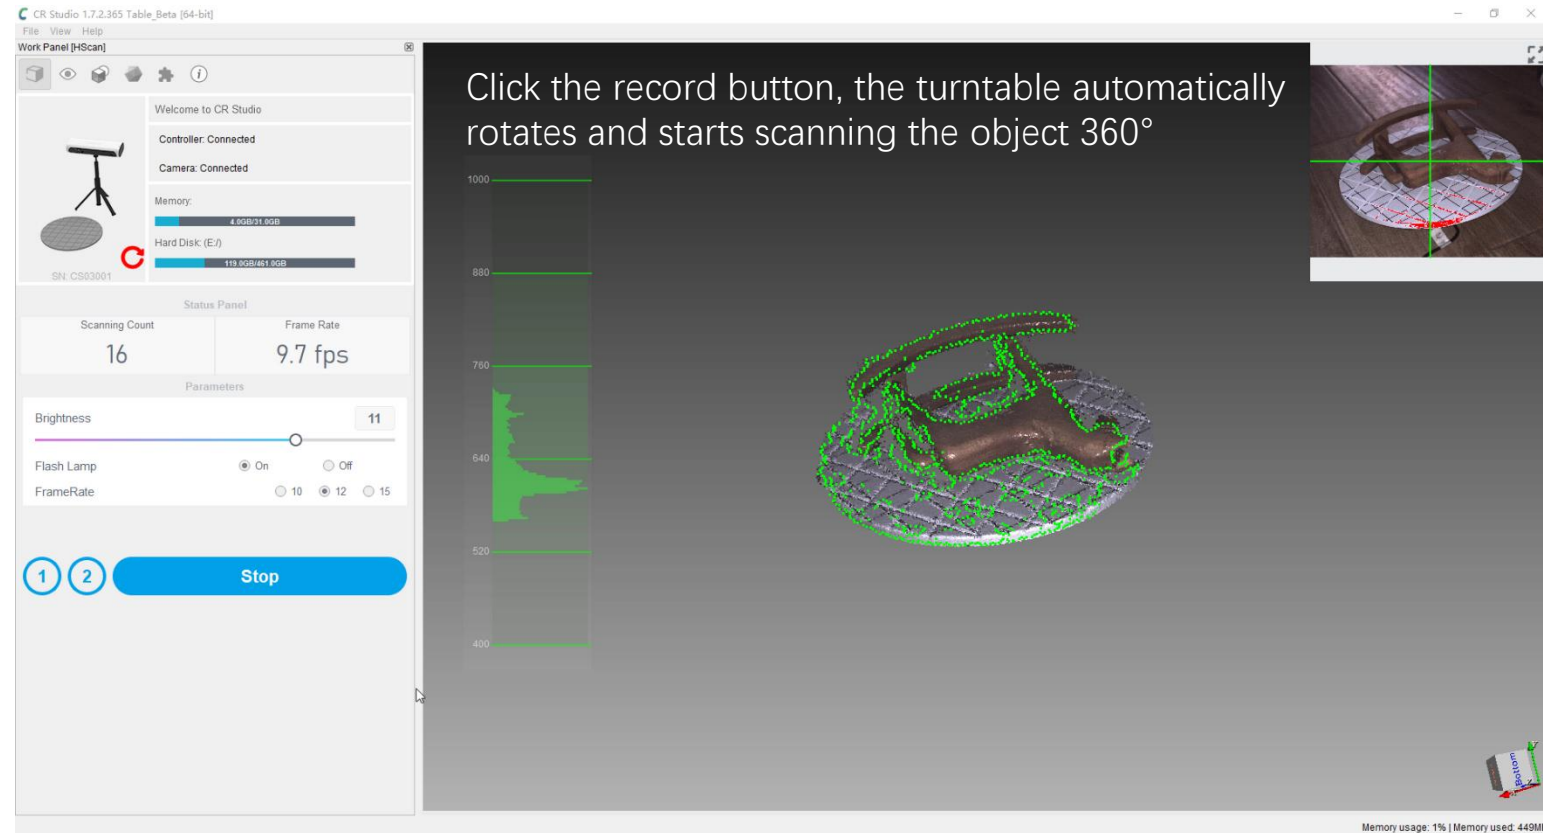 CR Studio 1.7.2.365 Table_Beta [64-bit]
File View Help
Work Panel [HScan]
Welcome to CR Studio
Controller: Connected
Camera: Connected
Memory:
4.0GB/31.0GB
Hard Disk: (E:/)
119.0GB/461.0GB
SN: CS03001
Status Panel
Scanning Count Frame Rate
16 9.7 fps
Parameters
Brightness 11
Flash Lamp On Off
FrameRate 10 12 15
1 2 Stop
Click the record button, the turntable automatically
rotates and starts scanning the object 360°
1000
880
760
640
520
400
Bottom
Memory usage: 1% | Memory used: 449M